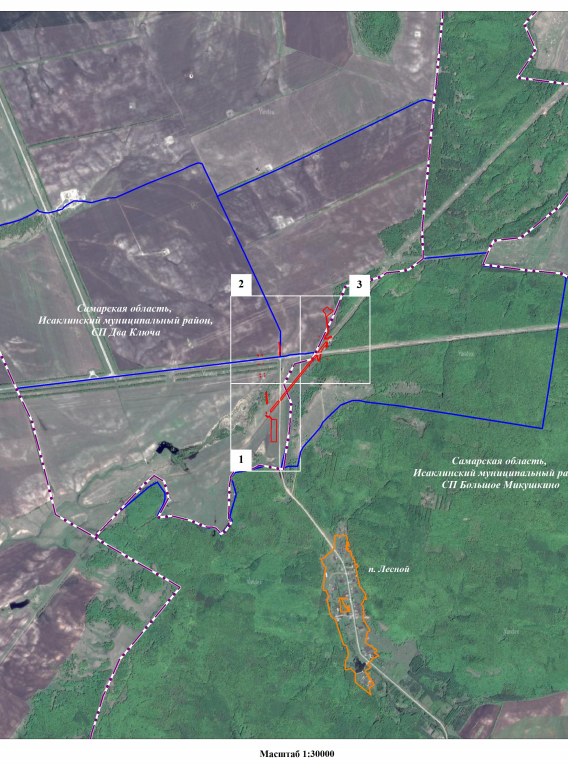 2
3
Самарская область,
Исаклинский муниципальный район,
СП Два Ключа
1
Самарская область,
Исаклинский муниципальный ра
СП Большое Микушкино
п. Лесной
Масштаб 1:30000